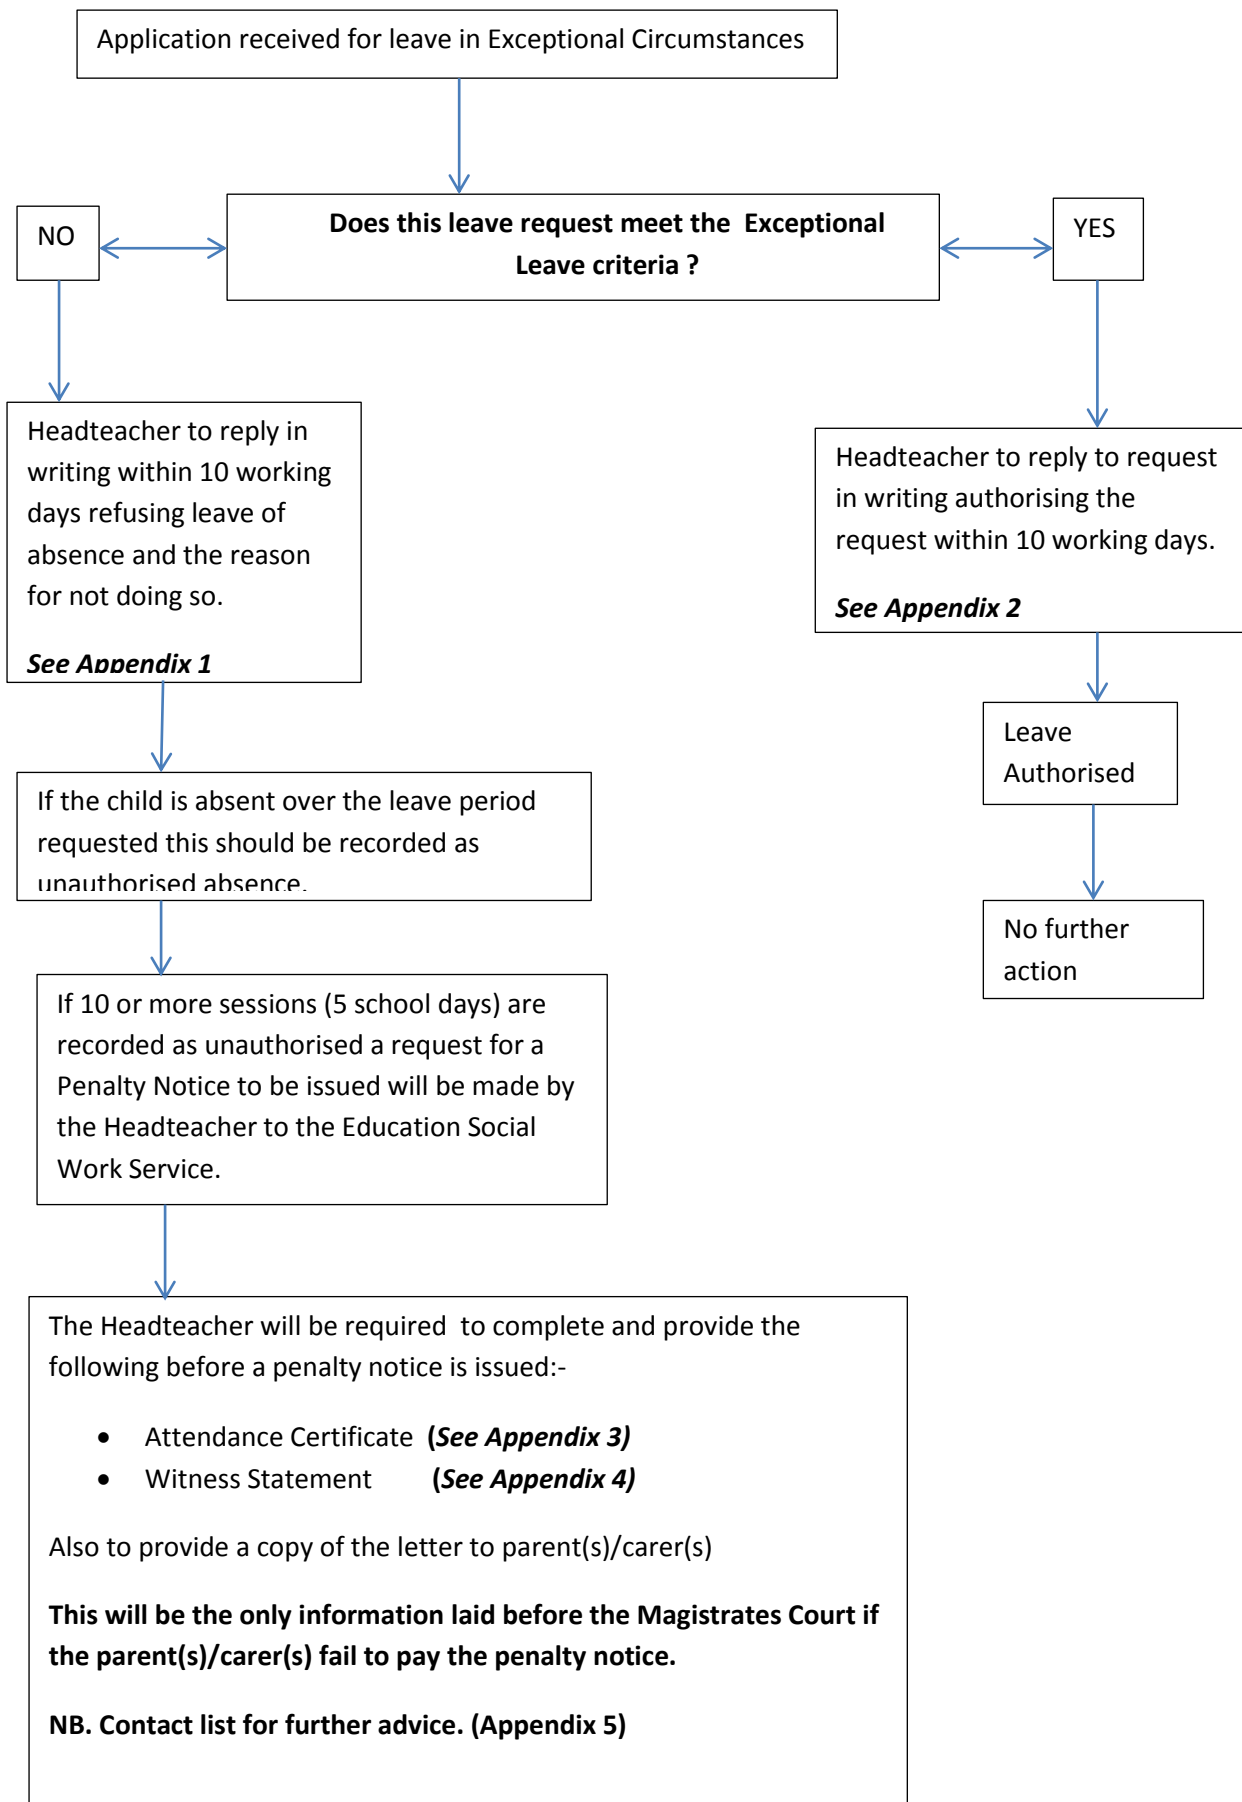 Application received for leave in Exceptional Circumstances
NO
Does this leave request meet the  Exceptional
Leave criteria ?
YES
Headteacher to reply in
writing within 10 working
days refusing leave of
absence and the reason
for not doing so.
See Appendix 1
Headteacher to reply to request
in writing authorising the
request within 10 working days.
See Appendix 2
Leave
Authorised
If the child is absent over the leave period
requested this should be recorded as
unauthorised absence.
No further
action
If 10 or more sessions (5 school days) are
recorded as unauthorised a request for a
Penalty Notice to be issued will be made by
the Headteacher to the Education Social
Work Service.
The Headteacher will be required  to complete and provide the
following before a penalty notice is issued:-
• Attendance Certificate  (See Appendix 3)
• Witness Statement (See Appendix 4)
Also to provide a copy of the letter to parent(s)/carer(s)
This will be the only information laid before the Magistrates Court if
the parent(s)/carer(s) fail to pay the penalty notice.
NB. Contact list for further advice. (Appendix 5)